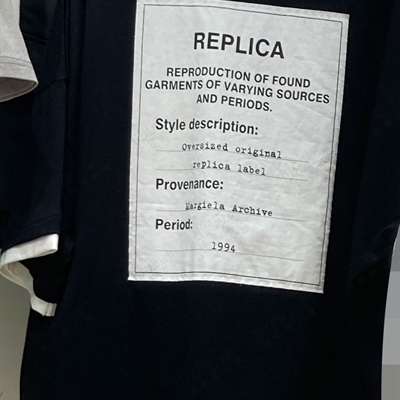 REPLICA
REPRODUCTION OF FOUND
GARMENTS OF VARYING SOURCES
AND PERIODS.
Style description:
Oversized original
replica label
Provenance:
Margiela Archive
Period:
1994